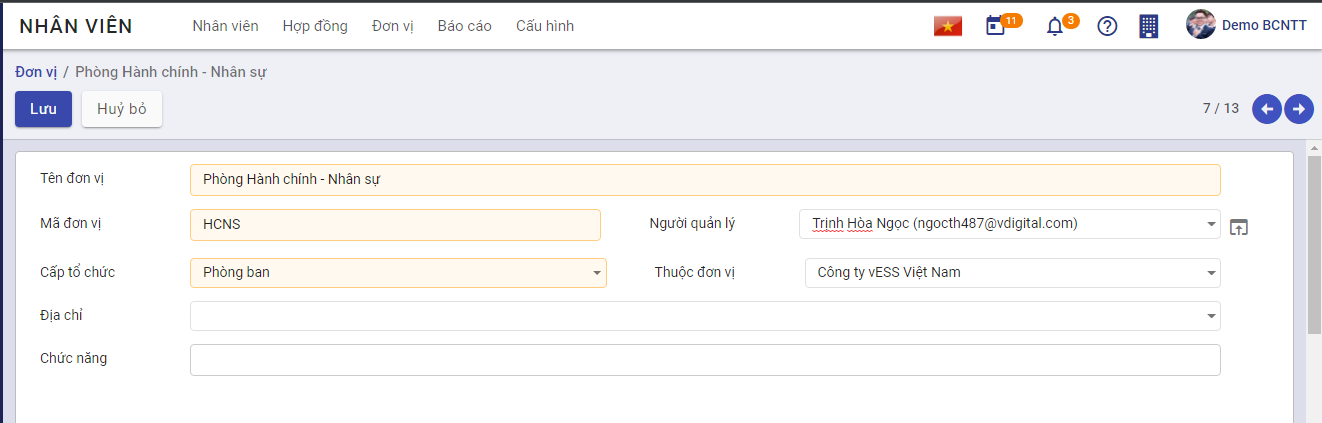 NHÂN VIÊN Nhân viên Hợp đồng Đơn vị Báo cáo Cấu hình 11 3 Demo BCNTT
Đơn vị / Phòng Hành chính - Nhân sự
Lưu Huỷ bỏ 7 / 13
Tên đơn vị Phòng Hành chính - Nhân sự
Mã đơn vị HCNS Người quản lý Trịnh Hòa Ngọc (ngocth487@vdigital.com)
Cấp tổ chức Phòng ban Thuộc đơn vị Công ty vESS Việt Nam
Địa chỉ
Chức năng